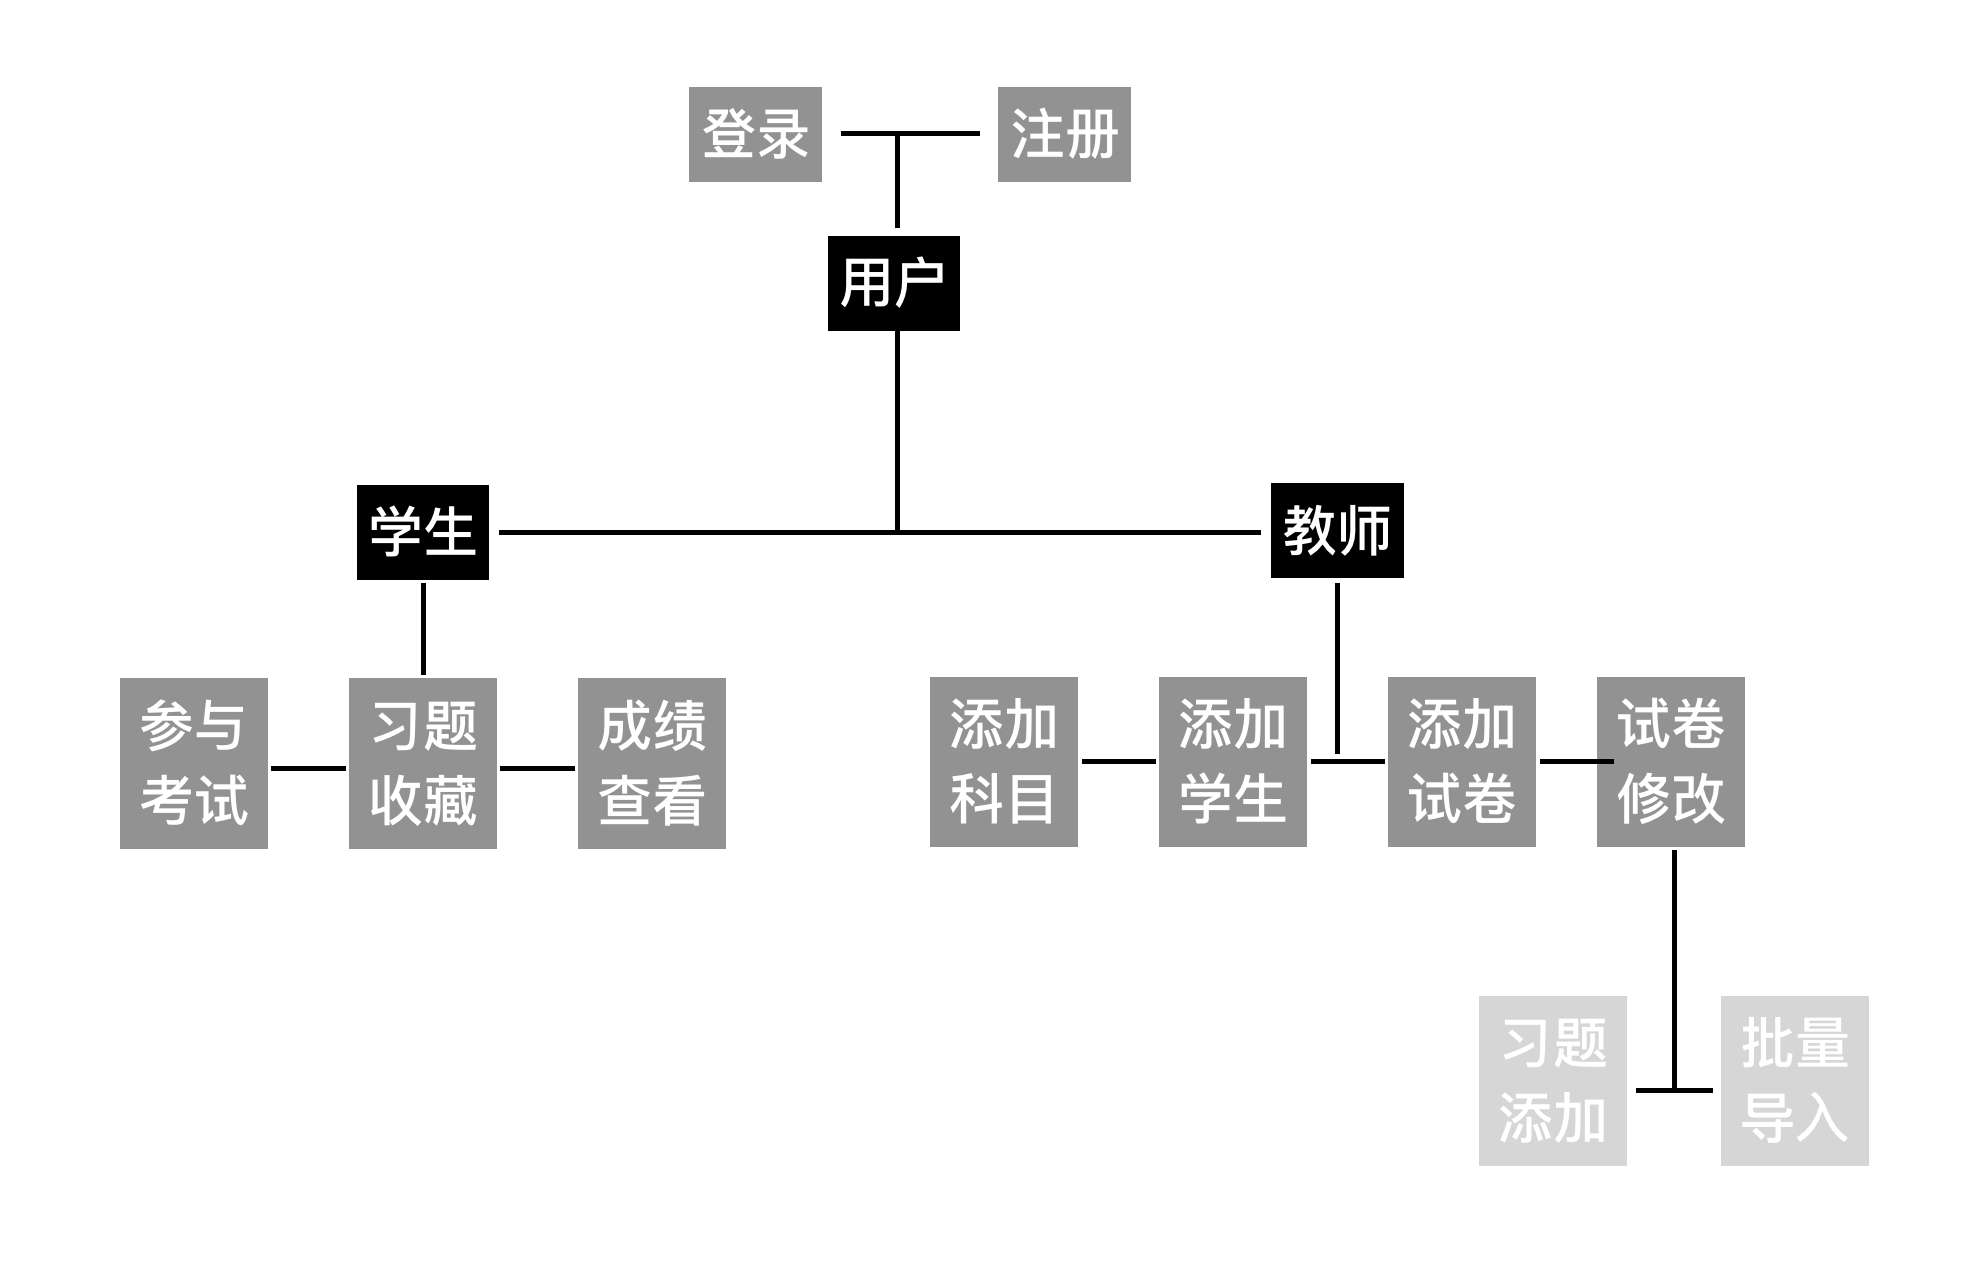 登录
注册
用户
学生
教师
参与
考试
习题
收藏
成绩
查看
添加
科目
添加
学生
添加
试卷
试卷
修改
习题
添加
批量
导入